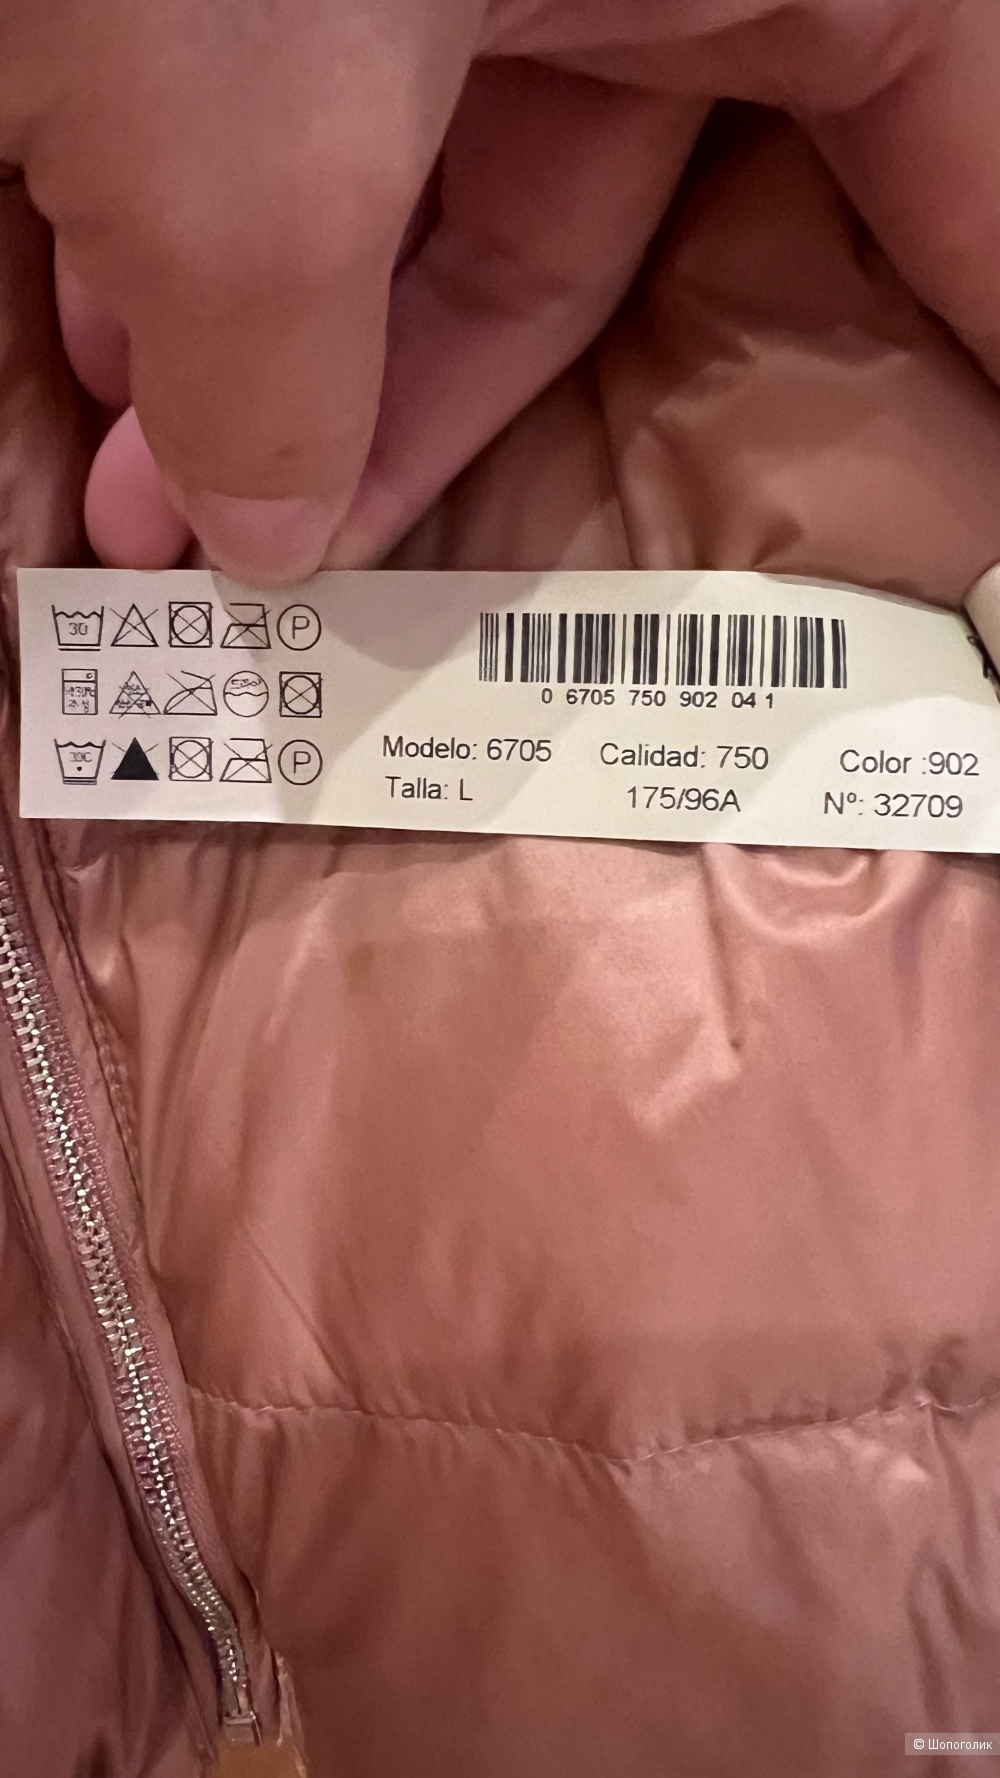 30
P
30C
P
0 6705 750 902 04 1
Modelo: 6705 Calidad: 750 Color :902
Talla: L 175/96A Nº: 32709
© Шопоголик